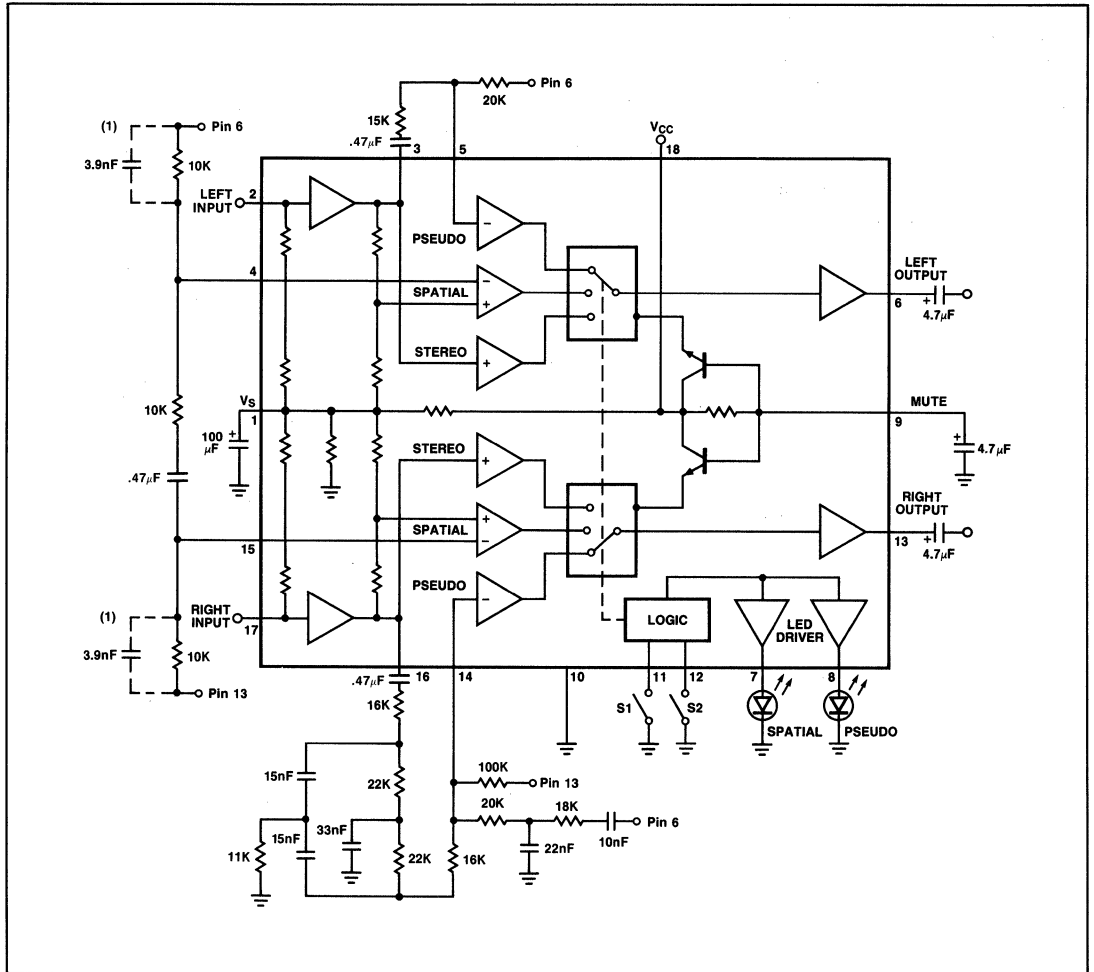 Pin 6
20K
15K
.47µF
3
5
VCC
18
(1)
Pin 6
3.9nF
10K
LEFT
INPUT
2
PSEUDO
4
SPATIAL
STEREO
LEFT
OUTPUT
6
+
4.7µF
10K
VS
1
100
µF
+
MUTE
9
+
4.7µF
.47µF
STEREO
SPATIAL
15
PSEUDO
RIGHT
OUTPUT
13
+
4.7µF
(1)
RIGHT
INPUT
17
3.9nF
10K
Pin 13
LOGIC
LED
DRIVER
.47µF
16
14
10
11
12
7
8
16K
S1
S2
SPATIAL
PSEUDO
15nF
22K
100K
Pin 13
20K
18K
Pin 6
10nF
11K
15nF
33nF
22K
16K
22nF